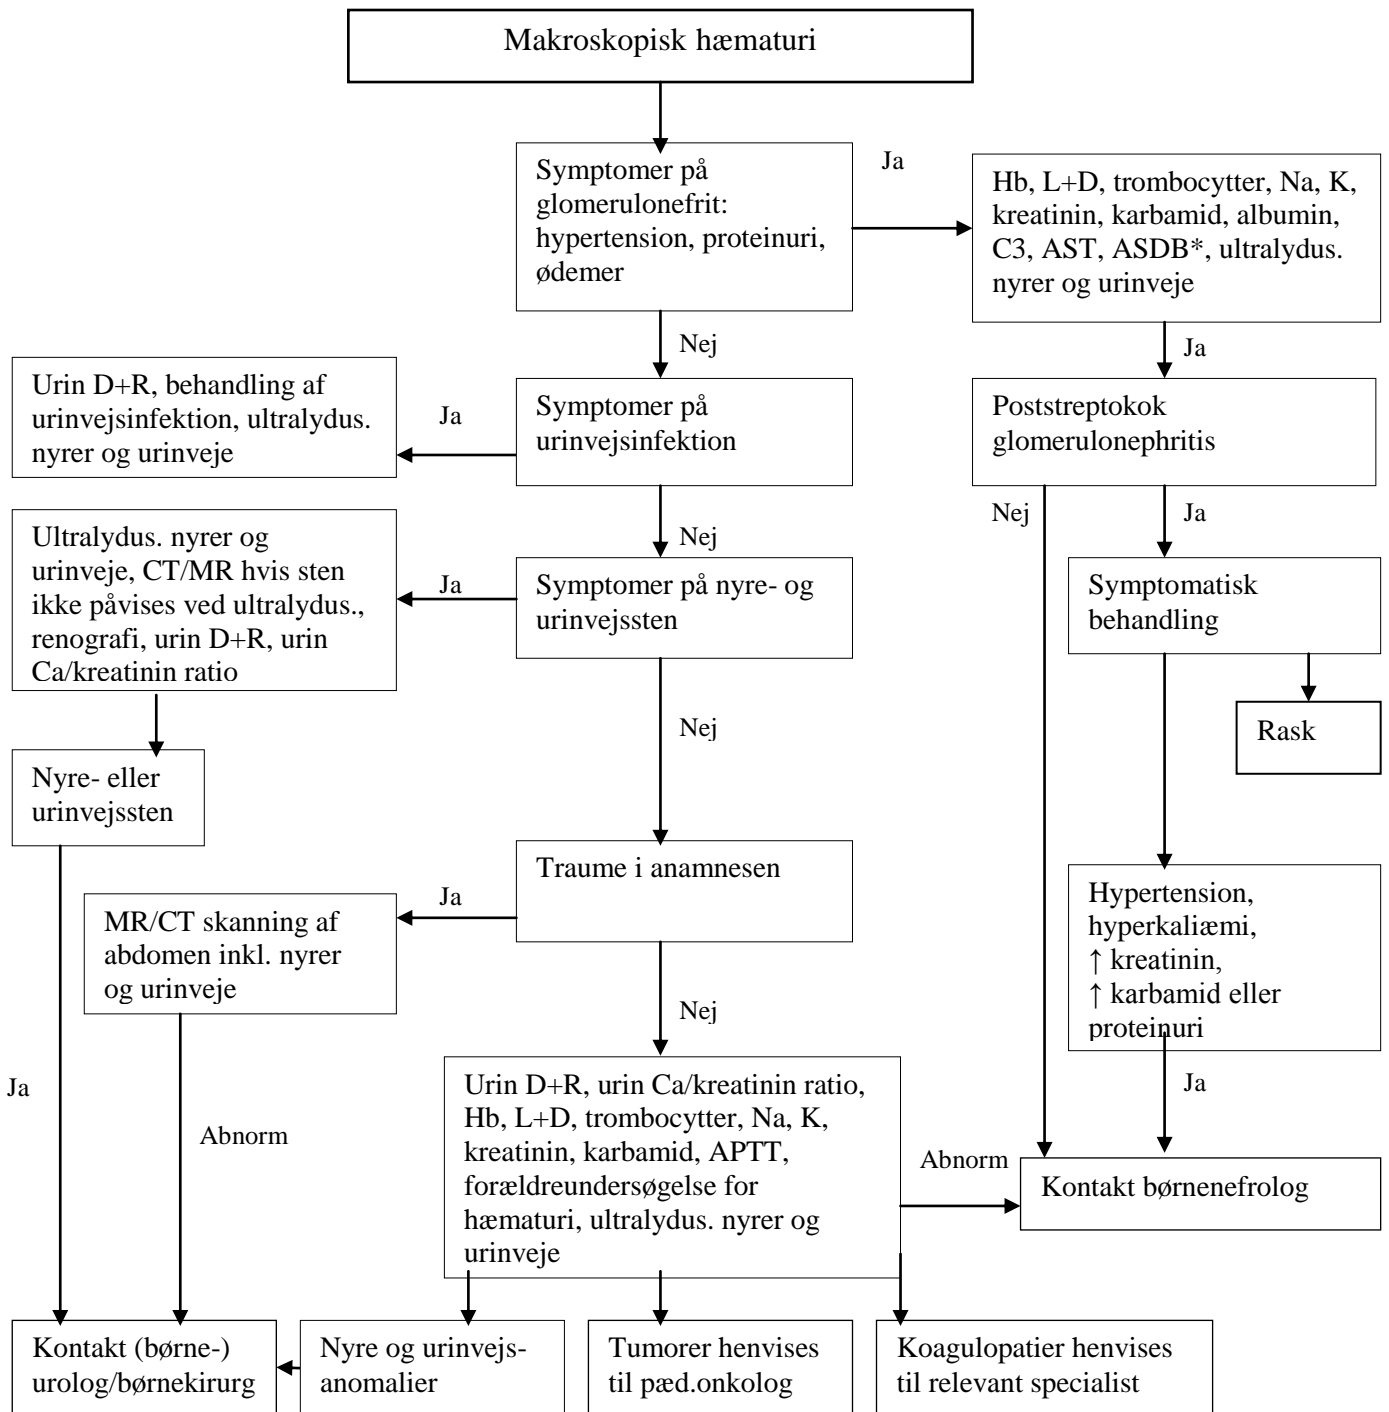 Makroskopisk hæmaturi
Symptomer på
glomerulonefrit:
hypertension, proteinuri,
ødemer
Ja
Hb, L+D, trombocytter, Na, K,
kreatinin, karbamid, albumin,
C3, AST, ASDB*, ultralydus.
nyrer og urinveje
Nej
Ja
Urin D+R, behandling af
urinvejsinfektion, ultralydus.
nyrer og urinveje
Ja
Symptomer på
urinvejsinfektion
Poststreptokok
glomerulonephritis
Nej
Nej
Ja
Ultralydus. nyrer og
urinveje, CT/MR hvis sten
ikke påvises ved ultralydus.,
renografi, urin D+R, urin
Ca/kreatinin ratio
Ja
Symptomer på nyre- og
urinvejssten
Symptomatisk
behandling
Nej
Rask
Nyre- eller
urinvejssten
Traume i anamnesen
Ja
MR/CT skanning af
abdomen inkl. nyrer
og urinveje
Hypertension,
hyperkaliæmi,
↑ kreatinin,
↑ karbamid eller
proteinuri
Nej
Ja
Ja
Abnorm
Urin D+R, urin Ca/kreatinin ratio,
Hb, L+D, trombocytter, Na, K,
kreatinin, karbamid, APTT,
forældreundersøgelse for
hæmaturi, ultralydus. nyrer og
urinveje
Abnorm
Kontakt børnenefrolog
Kontakt (børne-)
urolog/børnekirurg
Nyre og urinvejs-
anomalier
Tumorer henvises
til pæd.onkolog
Koagulopatier henvises
til relevant specialist